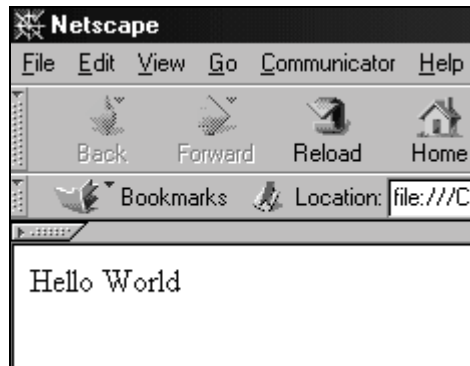 Netscape
File Edit View Go Communicator Help
Back Forward Reload Home
Bookmarks Location: file:///C
Hello World